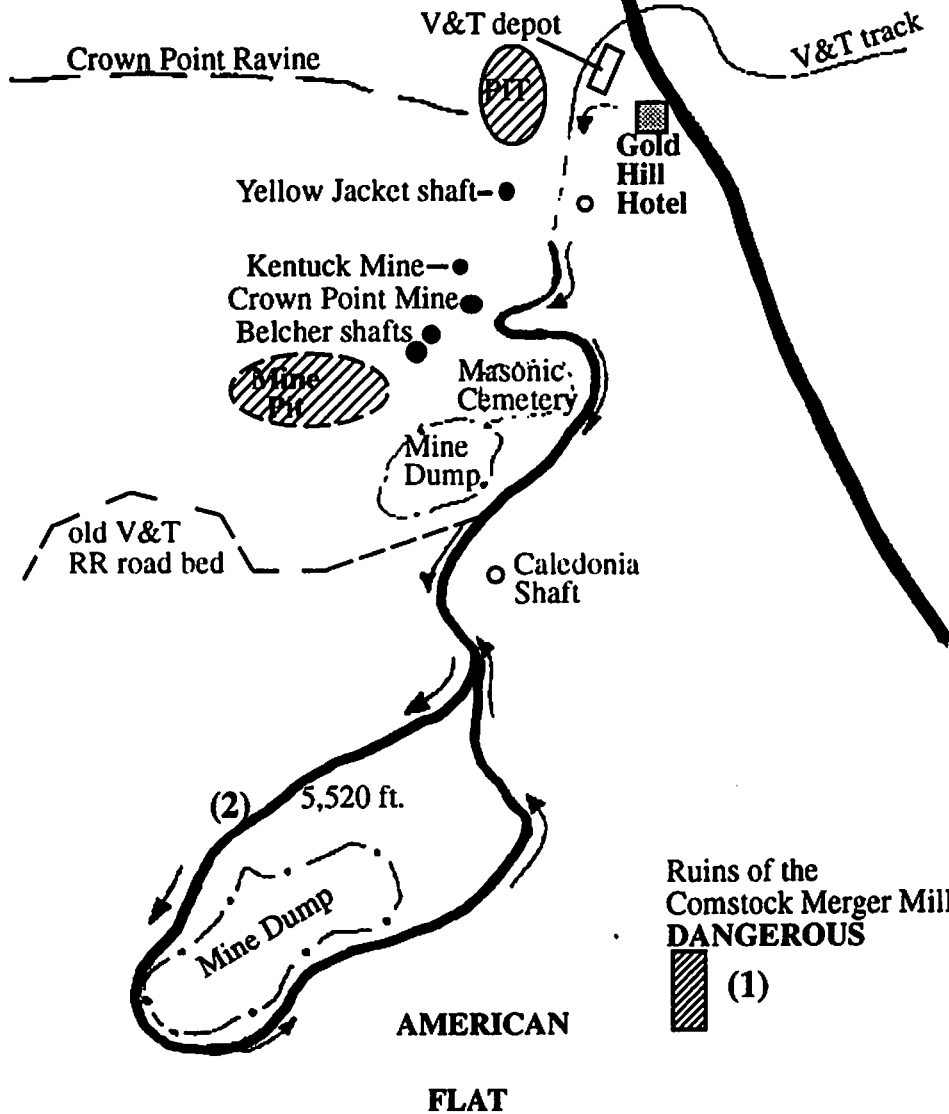 V&T depot
Crown Point Ravine
V&T track
PIT
Gold
Hill
Hotel
Yellow Jacket shaft
Kentuck Mine
Crown Point Mine
Belcher shafts
Mine
Pit
Masonic
Cemetery
Mine
Dump
old V&T
RR road bed
Caledonia
Shaft
(2)
5,520 ft.
Mine Dump
Ruins of the
Comstock Merger Mill
DANGEROUS
(1)
AMERICAN
FLAT